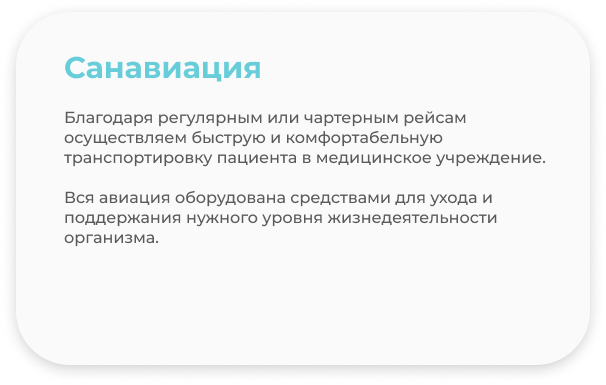 Санавиация
Благодаря регулярным или чартерным рейсам
осуществляем быструю и комфортабельную
транспортировку пациента в медицинское учреждение.
Вся авиация оборудована средствами для ухода и
поддержания нужного уровня жизнедеятельности
организма.